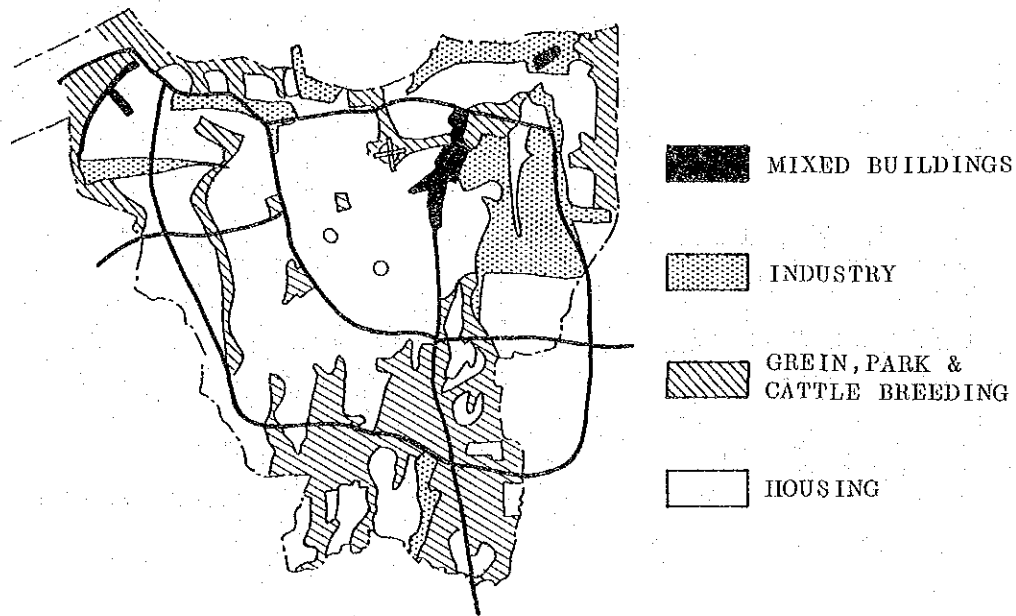 MIXED BUILDINGS
INDUSTRY
GREIN, PARK &
CATTLE BREEDING
HOUSING